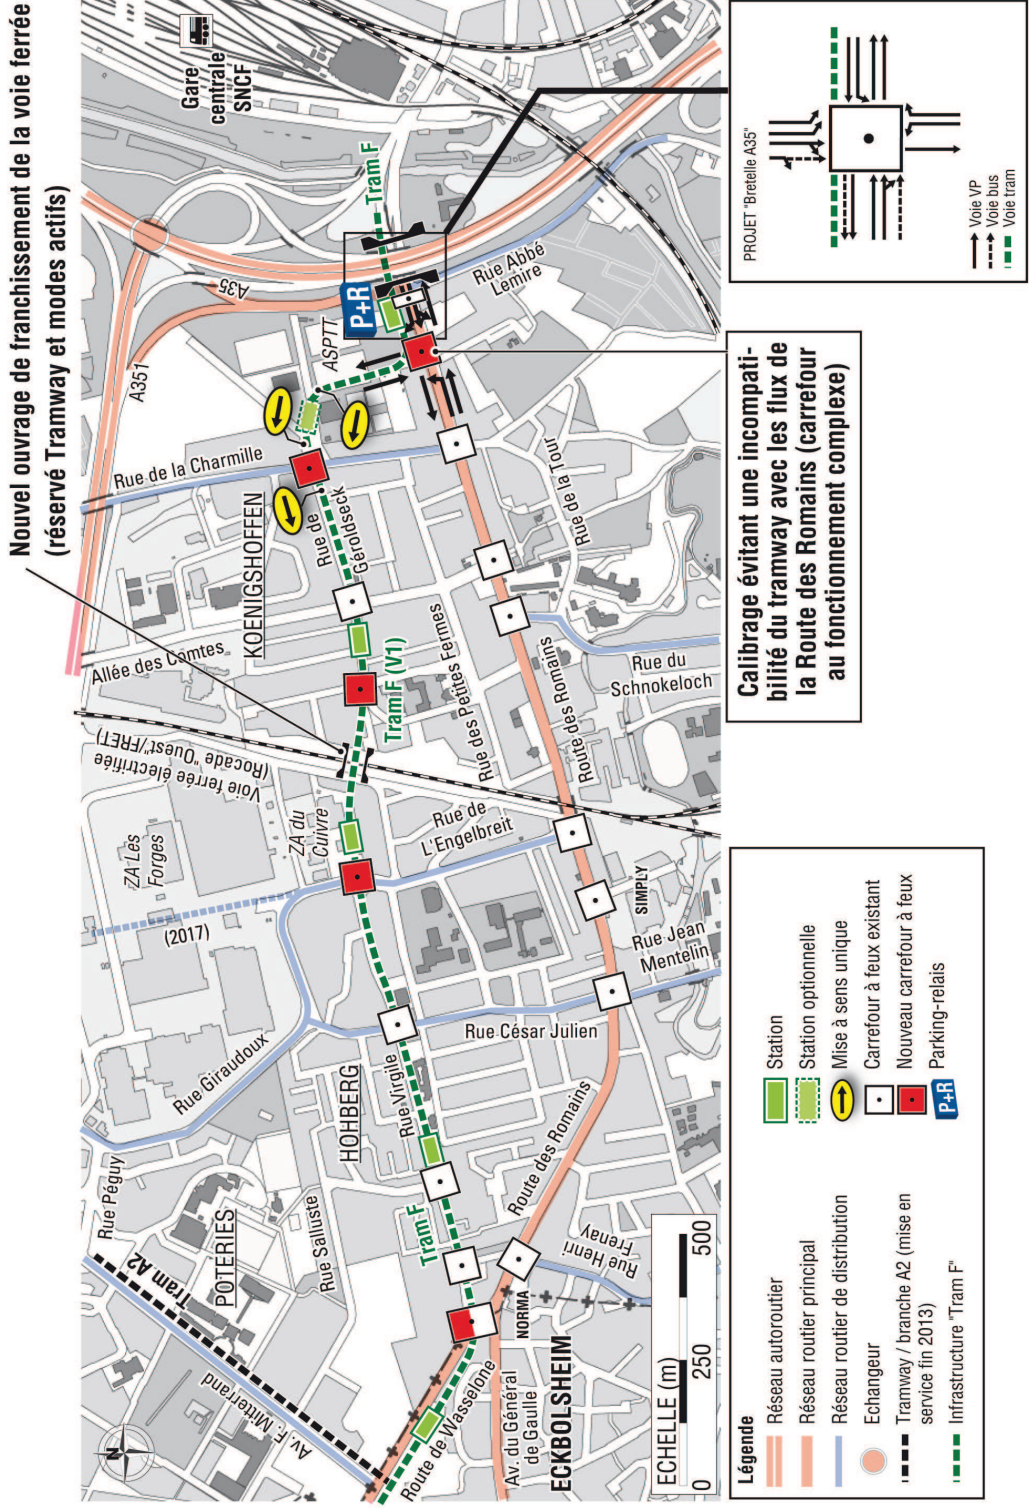 Nouvel ouvrage de franchissement de la voie ferrée
(réservé Tramway et modes actifs)
Gare
centrale
SNCF
Tram F
A35
A351
P+R
ASPTT
Rue Abbé
Lemire
Rue de la Charmille
KOENIGSHOFFEN
Rue de
Géroldseck
Rue de la Tour
Allée des Comtes
Tram F (V1)
Rue des Petites Fermes
Route des Romains
Rue du
Schnokeloch
Voie ferrée électrifiée
(Rocade "Ouest"/FRET)
ZA Les
Forges
ZA du
Cuivre
Rue de
L'Engelbreit
(2017)
SIMPLY
Rue Jean
Mentelin
Rue César Julien
Rue Giraudoux
HOHBERG
Rue Virgile
Route des Romains
Rue Péguy
Rue Salluste
POTERIES
Tram A2
Tram F
Rue Henri
Frenay
NORMA
Av. F. Mitterrand
Route de Wasselone
Av. du Général
de Gaulle
ECKBOLSHEIM
ECHELLE (m)
0 250 500
PROJET "Bretelle A35"
Voie VP
Voie bus
Voie tram
Calibrage évitant une incompati-
bilité du tramway avec les flux de
la Route des Romains (carrefour
au fonctionnement complexe)
Légende
Réseau autoroutier
Réseau routier principal
Réseau routier de distribution
Echangeur
Tramway / branche A2 (mise en
service fin 2013)
Infrastructure "Tram F"
Station
Station optionnelle
Mise à sens unique
Carrefour à feux existant
Nouveau carrefour à feux
P+R Parking-relais